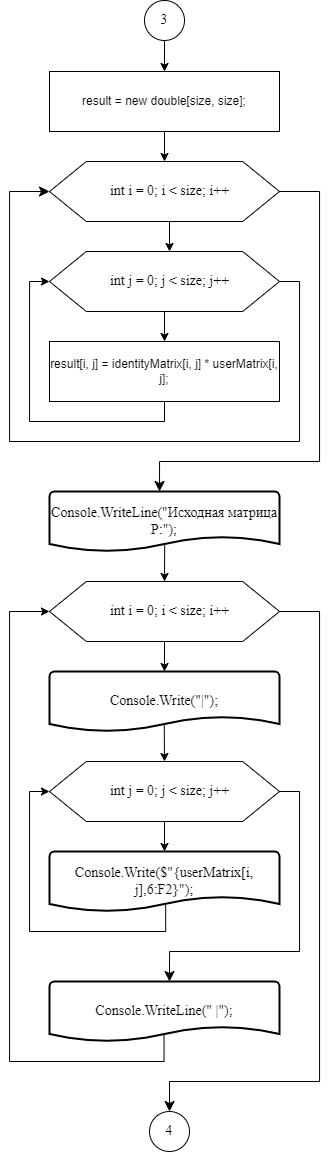 3
result = new double[size, size];
int i = 0; i < size; i++
int j = 0; j < size; j++
result[i, j] = identityMatrix[i, j] * userMatrix[i,
j];
Console.WriteLine("Исходная матрица
P:");
int i = 0; i < size; i++
Console.Write("|");
int j = 0; j < size; j++
Console.Write($"{userMatrix[i,
j],6:F2}");
Console.WriteLine(" |");
4